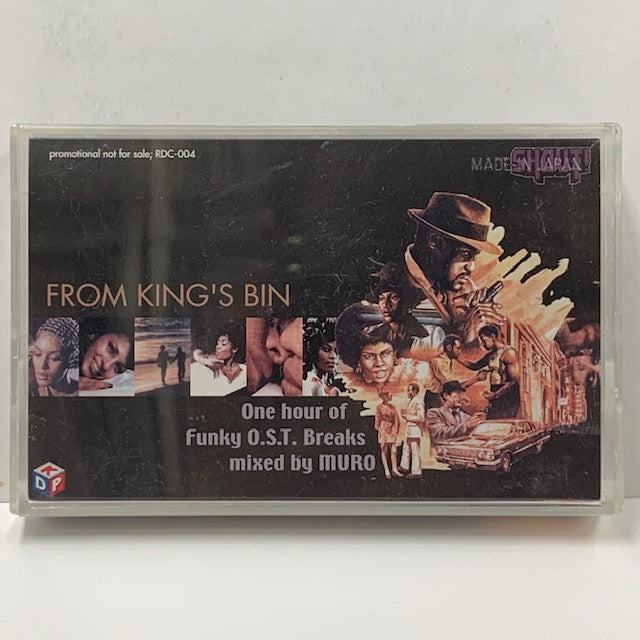 promotional not for sale; RDC-004
MADE IN JAPAN
SHOUT!
FROM KING'S BIN
One hour of
Funky O.S.T. Breaks
mixed by MURO
K
D P